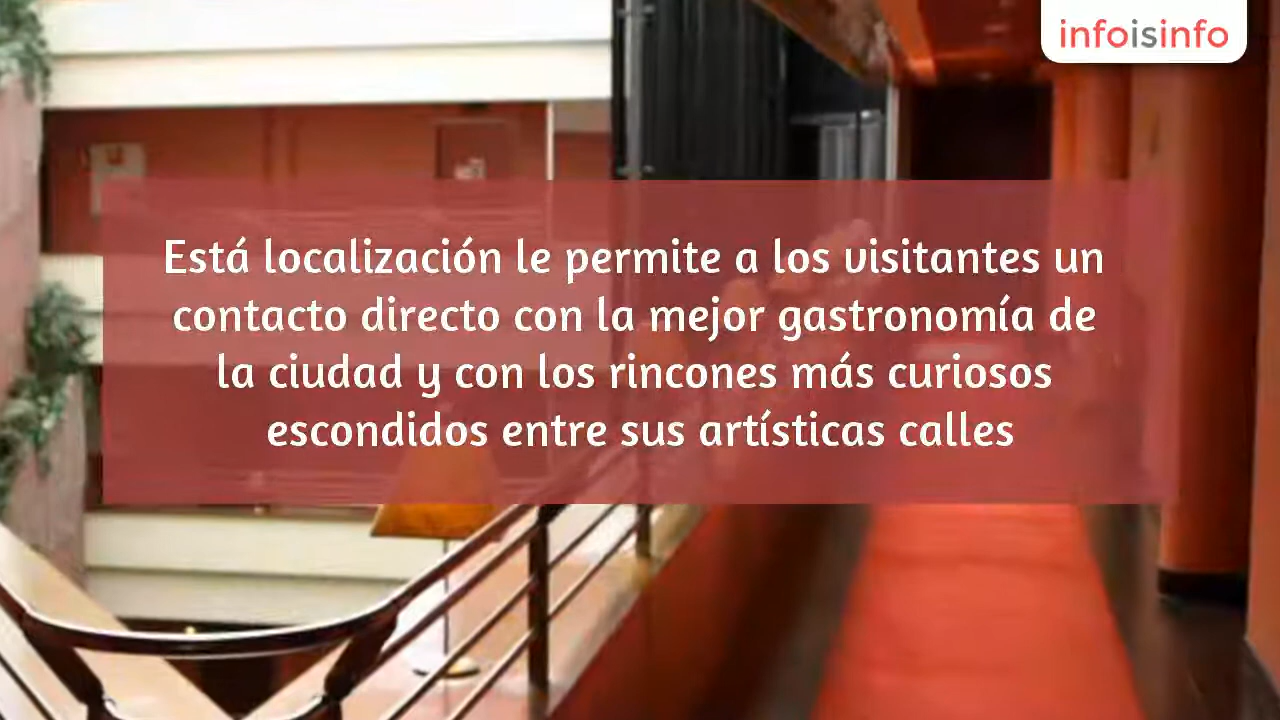 infoisinfo
Está localización le permite a los visitantes un
contacto directo con la mejor gastronomía de
la ciudad y con los rincones más curiosos
escondidos entre sus artísticas calles